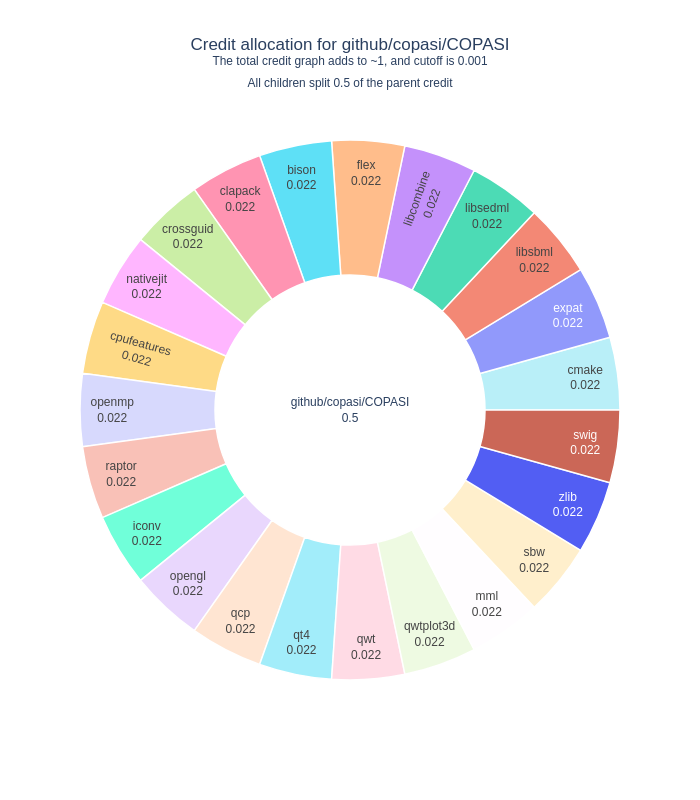 Credit allocation for github/copasi/COPASI
The total credit graph adds to ~1, and cutoff is 0.001
All children split 0.5 of the parent credit
flex
0.022
libcombine
0.022
libsedml
0.022
libsbml
0.022
expat
0.022
cmake
0.022
swig
0.022
zlib
0.022
sbw
0.022
mml
0.022
qwtplot3d
0.022
qwt
0.022
qt4
0.022
qcp
0.022
opengl
0.022
iconv
0.022
raptor
0.022
openmp
0.022
cpufeatures
0.022
nativejit
0.022
crossguid
0.022
clapack
0.022
bison
0.022
github/copasi/COPASI
0.5